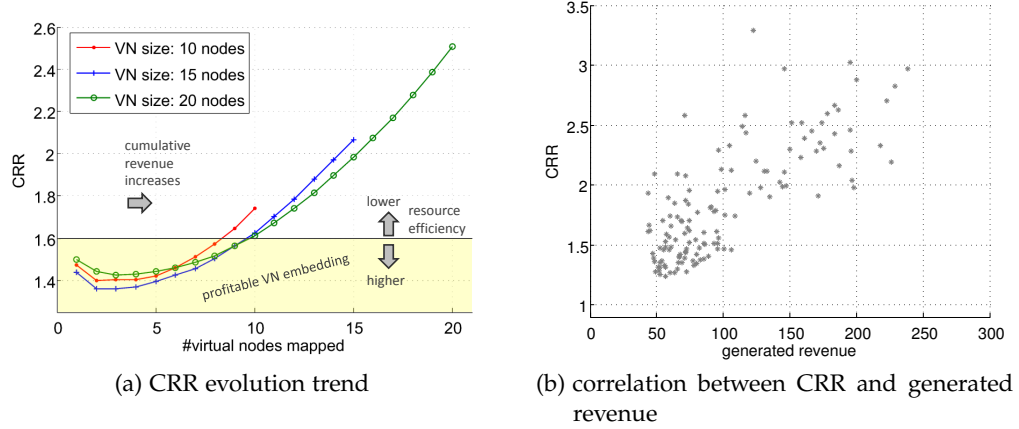 2.6
2.4
2.2
2
1.8
1.6
1.4
CRR
VN size: 10 nodes
VN size: 15 nodes
VN size: 20 nodes
cumulative
revenue
increases
lower
resource
efficiency
higher
profitable VN embedding
0 5 10 15 20
#virtual nodes mapped
(a) CRR evolution trend
3.5
3
2.5
2
1.5
1
CRR
0 50 100 150 200 250 300
generated revenue
(b) correlation between CRR and generated
revenue